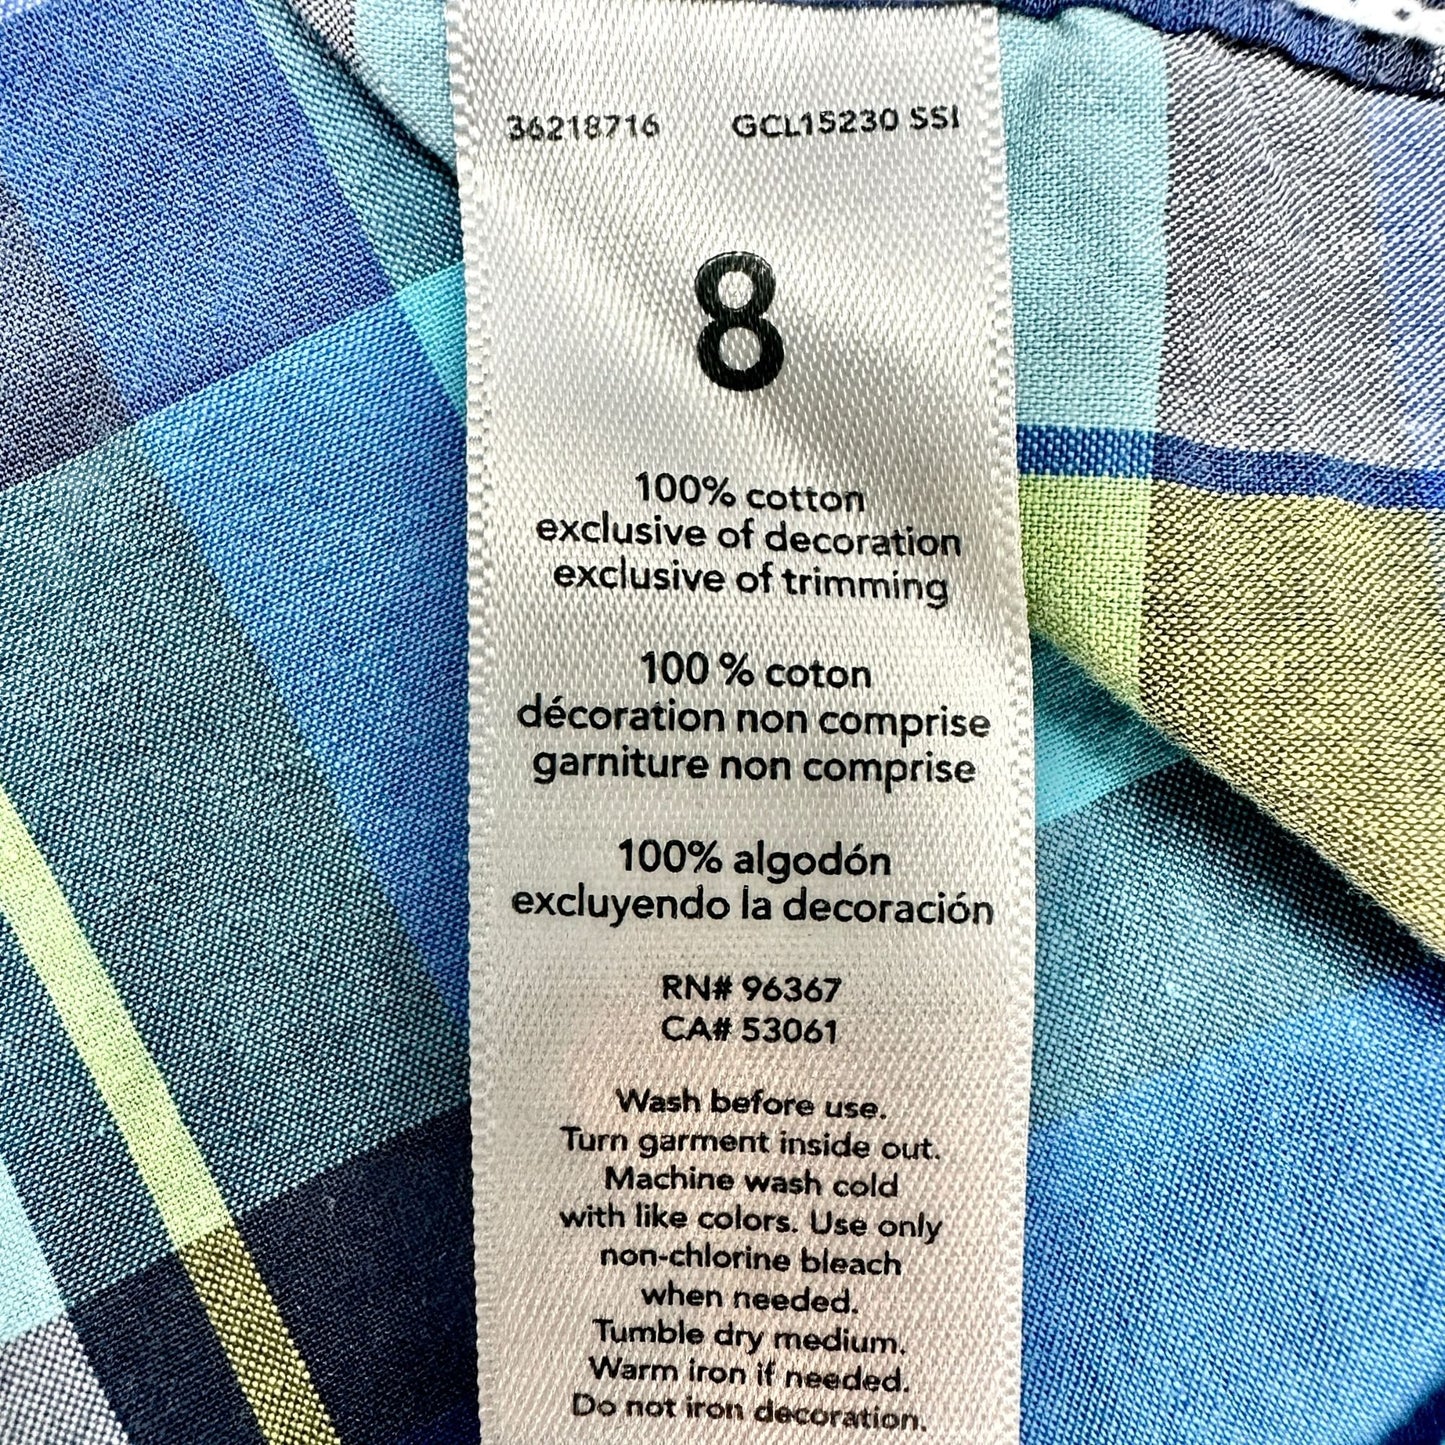 36218716 GCL15230 SSI
8
100% cotton
exclusive of decoration
exclusive of trimming
100 % coton
décoration non comprise
garniture non comprise
100% algodón
excluyendo la decoración
RN# 96367
CA# 53061
Wash before use.
Turn garment inside out.
Machine wash cold
with like colors. Use only
non-chlorine bleach
when needed.
Tumble dry medium.
Warm iron if needed.
Do not iron decoration.